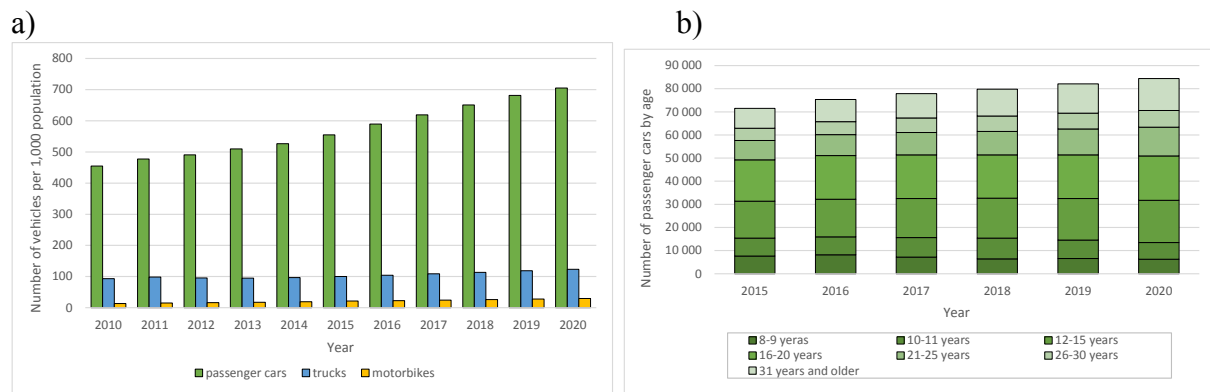 a)
Number of vehicles per 1,000 population
800
700
600
500
400
300
200
100
0
2010 2011 2012 2013 2014 2015 2016 2017 2018 2019 2020
Year
passenger cars trucks motorbikes
b)
Number of passenger cars by age
90 000
80 000
70 000
60 000
50 000
40 000
30 000
20 000
10 000
0
2015 2016 2017 2018 2019 2020
Year
8-9 yeras 10-11 years 12-15 years
16-20 years 21-25 years 26-30 years
31 years and older